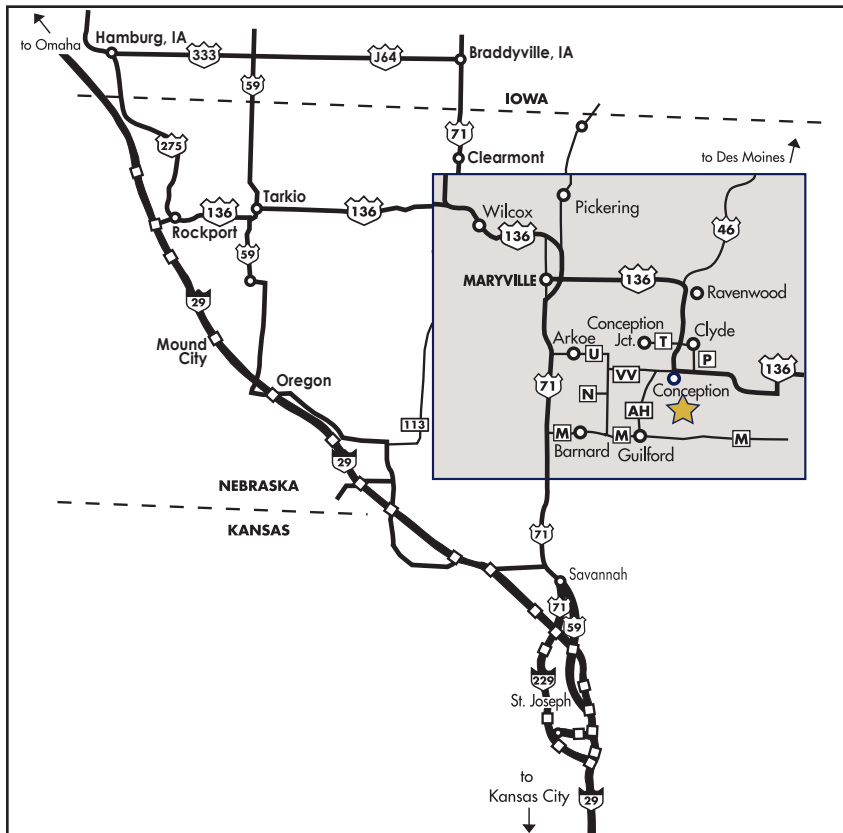 to Omaha
Hamburg, IA
333
J64
Braddyville, IA
59
IOWA
71
275
Clearmont
to Des Moines
Tarkio
136
136
Rockport
Pickering
Wilcox
136
46
59
MARYVILLE
136
Ravenwood
29
Mound
City
Arkoe
U
Conception
Jct.
T
Clyde
P
VV
136
71
Oregon
N
Conception
AH
113
M
M
M
Barnard
Guilford
29
NEBRASKA
KANSAS
71
Savannah
71
59
229
St. Joseph
to
Kansas City
29